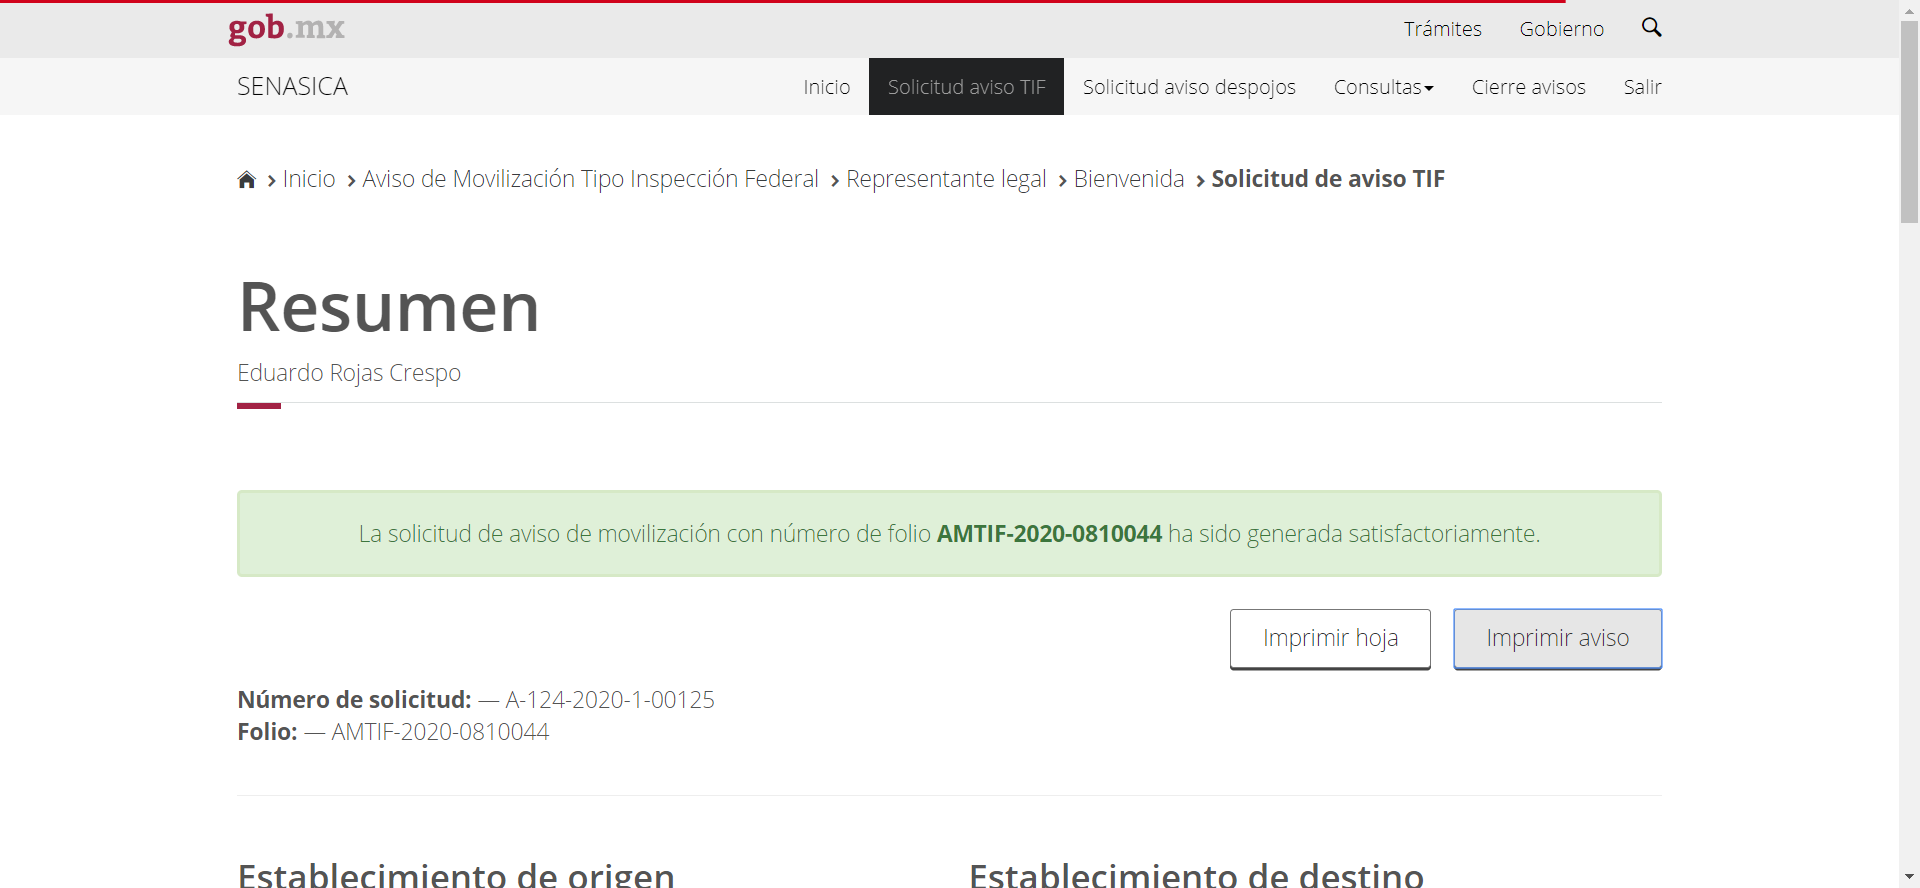 gob.mx
Trámites Gobierno
SENASICA
Inicio Solicitud aviso TIF Solicitud aviso despojos Consultas Cierre avisos Salir
Inicio Aviso de Movilización Tipo Inspección Federal Representante legal Bienvenida Solicitud de aviso TIF
Resumen
Eduardo Rojas Crespo
La solicitud de aviso de movilización con número de folio AMTIF-2020-0810044 ha sido generada satisfactoriamente.
Imprimir hoja Imprimir aviso
Número de solicitud: — A-124-2020-1-00125
Folio: — AMTIF-2020-0810044
Establecimiento de origen Establecimiento de destino